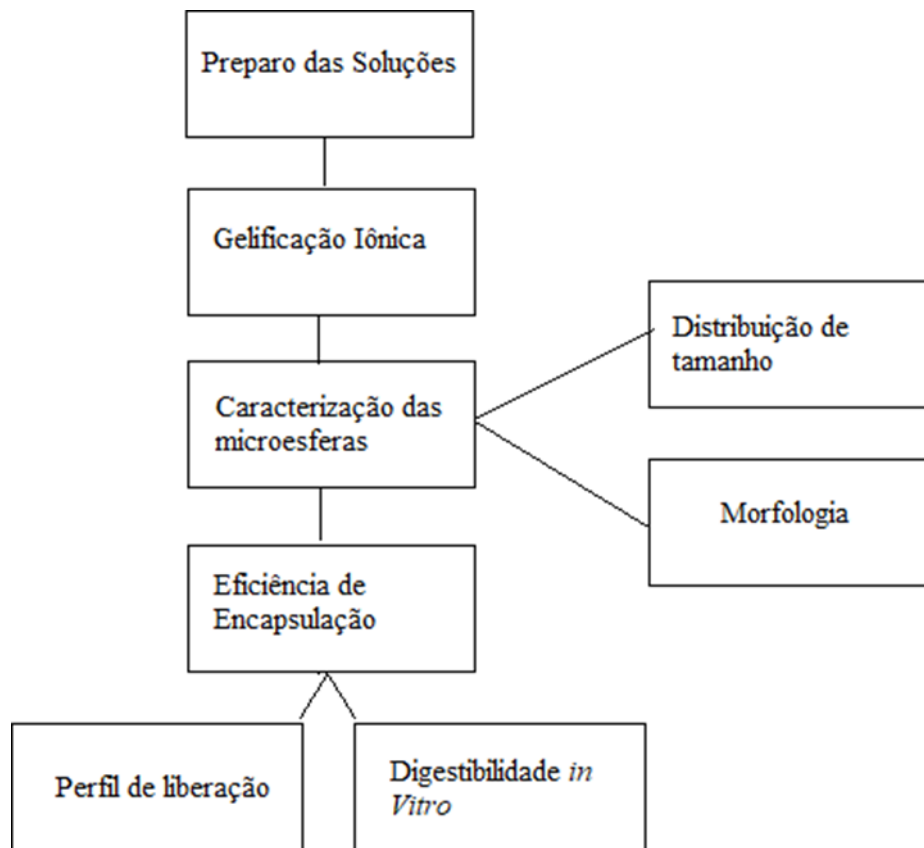 Preparo das Soluções
Gelificação Iônica
Caracterização das
microesferas
Distribuição de
tamanho
Morfologia
Eficiência de
Encapsulação
Perfil de liberação
Digestibilidade in
Vitro